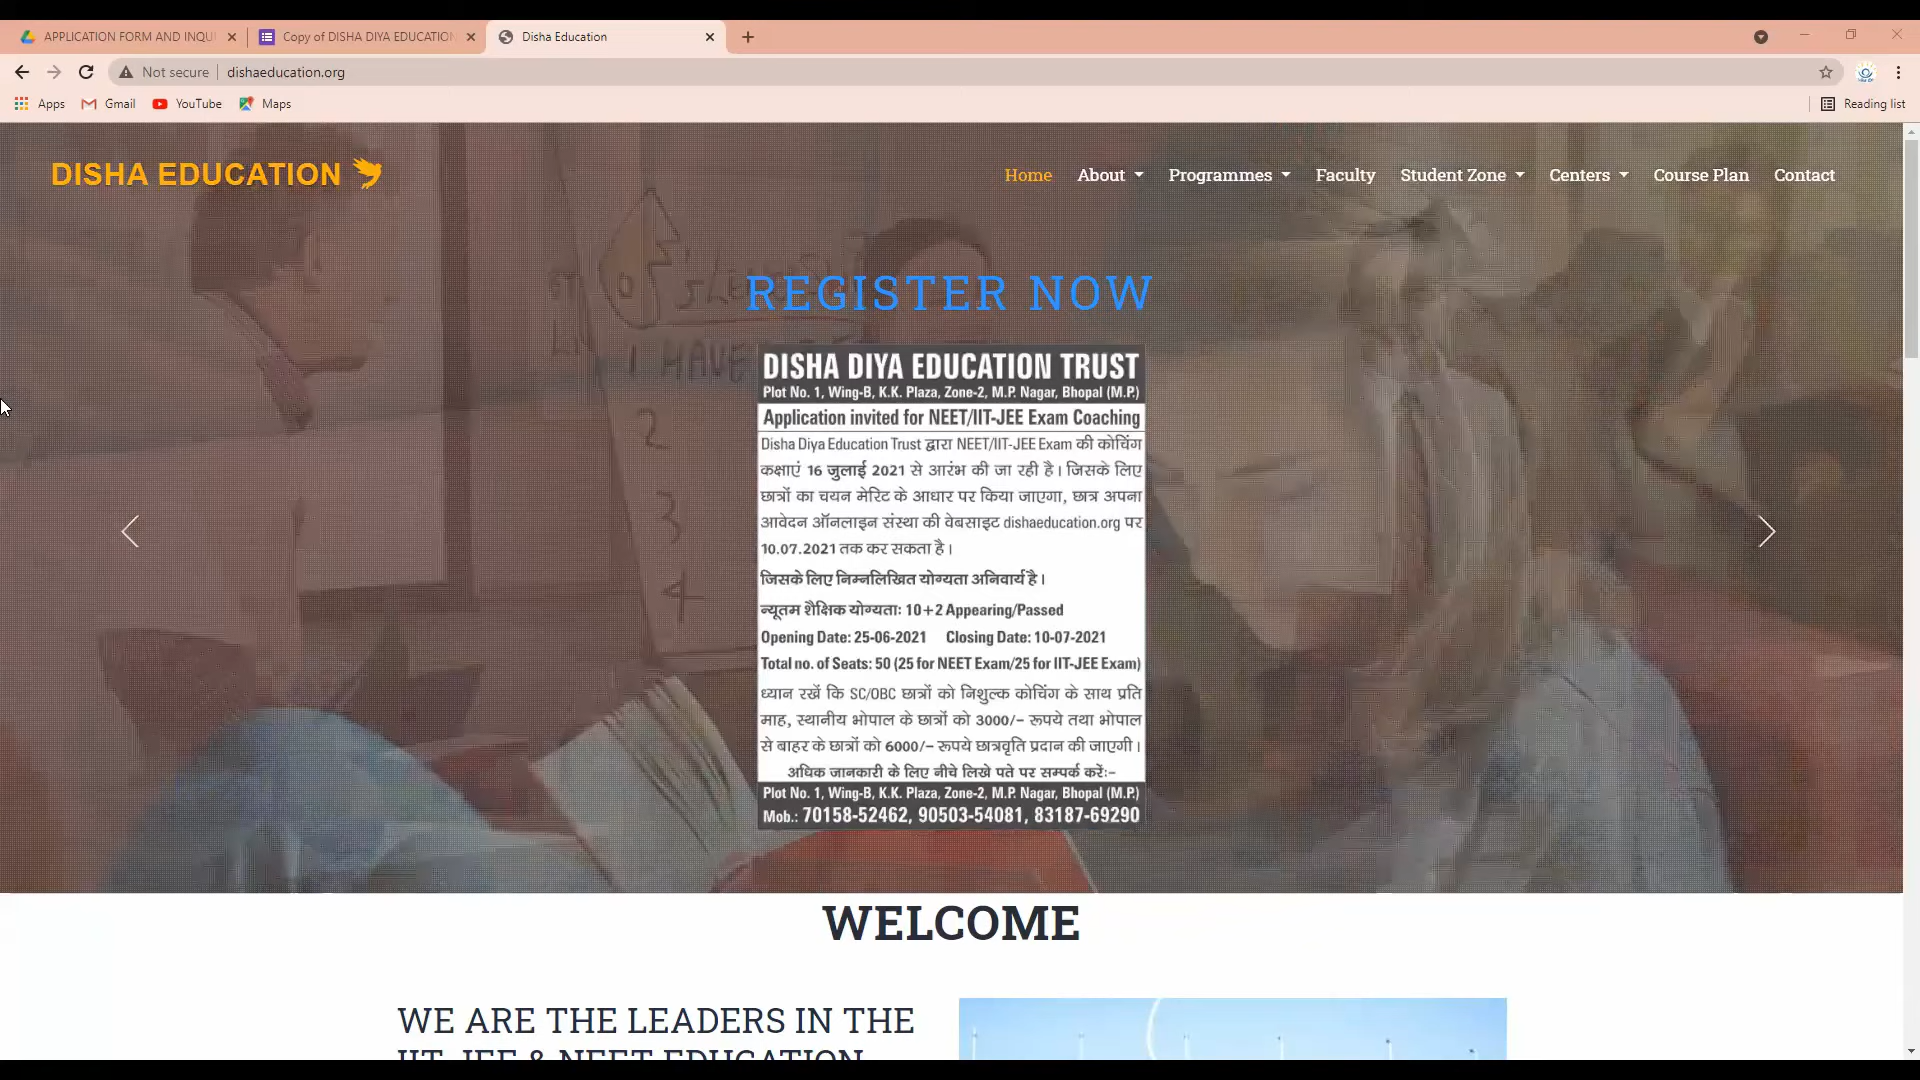 APPLICATION FORM AND INQU
Copy of DISHA DIYA EDUCATION
Disha Education
Not secure
dishaeducation.org
Apps
Gmail
YouTube
Maps
Reading list
DISHA EDUCATION
Home
About
Programmes
Faculty
Student Zone
Centers
Course Plan
Contact
REGISTER NOW
DISHA DIYA EDUCATION TRUST
Plot No. 1, Wing-B, K.K. Plaza, Zone-2, M.P. Nagar, Bhopal (M.P.)
Application invited for NEET/IIT-JEE Exam Coaching
Disha Diya Education Trust द्वारा NEET/IIT-JEE Exam की कोचिंग
कक्षाएं 16 जुलाई 2021 से आरंभ की जा रही है। जिसके लिए
छात्रों का चयन मेरिट के आधार पर किया जाएगा, छात्र अपना
आवेदन ऑनलाइन संस्था की वेबसाइट dishaeducation.org पर
10.07.2021 तक कर सकता है।
जिसके लिए निम्नलिखित योग्यता अनिवार्य है।
न्यूतम शैक्षिक योग्यताः 10+2 Appearing/Passed
Opening Date: 25-06-2021 Closing Date: 10-07-2021
Total no. of Seats: 50 (25 for NEET Exam/25 for IIT-JEE Exam)
ध्यान रखें कि SC/OBC छात्रों को निशुल्क कोचिंग के साथ प्रति
माह, स्थानीय भोपाल के छात्रों को 3000/- रूपये तथा भोपाल
से बाहर के छात्रों को 6000/- रूपये छात्रवृति प्रदान की जाएगी।
अधिक जानकारी के लिए नीचे लिखे पते पर सम्पर्क करें:-
Plot No. 1, Wing-B, K.K. Plaza, Zone-2, M.P. Nagar, Bhopal (M.P.)
Mob.: 70158-52462, 90503-54081, 83187-69290
WELCOME
WE ARE THE LEADERS IN THE
IIT-JEE & NEET EDUCATION